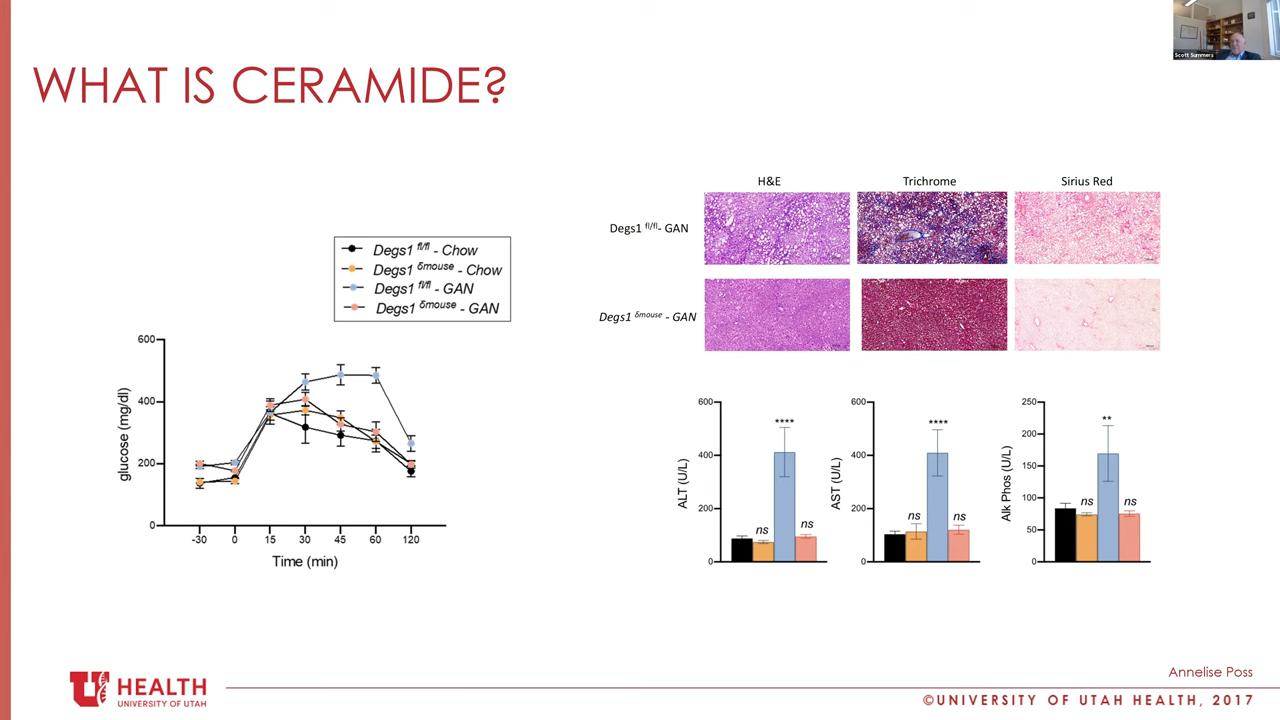 Scott Summers
WHAT IS CERAMIDE?
Degs1 fl/fl - Chow
Degs1 δmouse - Chow
Degs1 fl/fl - GAN
Degs1 δmouse - GAN
600
400
200
0
glucose (mg/dl)
-30 0 15 30 45 60 120
Time (min)
H&E Trichrome Sirius Red
Degs1 fl/fl- GAN
Degs1 δmouse - GAN
600
400
200
0
ALT (U/L)
ns
****
ns
600
400
200
0
AST (U/L)
ns
****
ns
250
200
150
100
50
0
Alk Phos (U/L)
ns
**
ns
Annelise Poss
U HEALTH
UNIVERSITY OF UTAH
©UNIVERSITY OF UTAH HEALTH, 2017